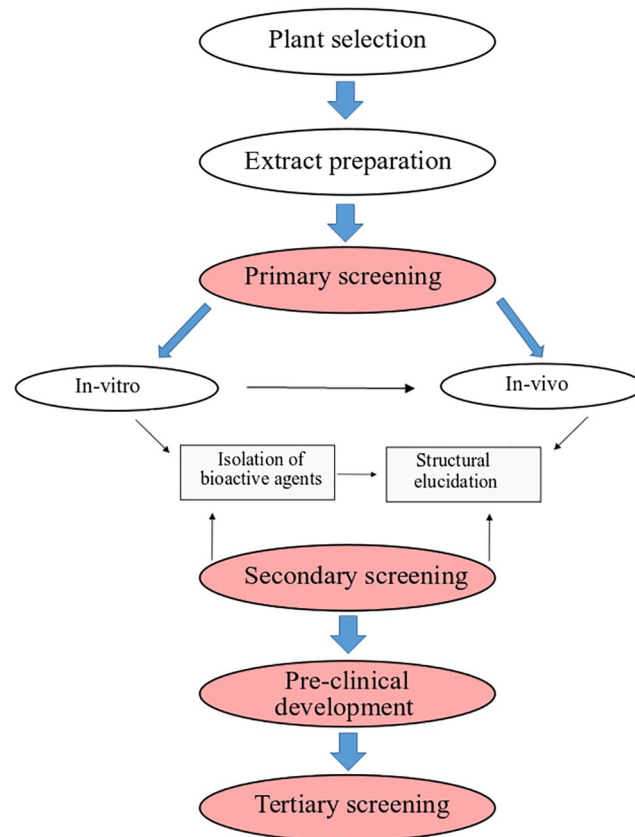 Plant selection
Extract preparation
Primary screening
In-vitro
In-vivo
Isolation of
bioactive agents
Structural
elucidation
Secondary screening
Pre-clinical
development
Tertiary screening